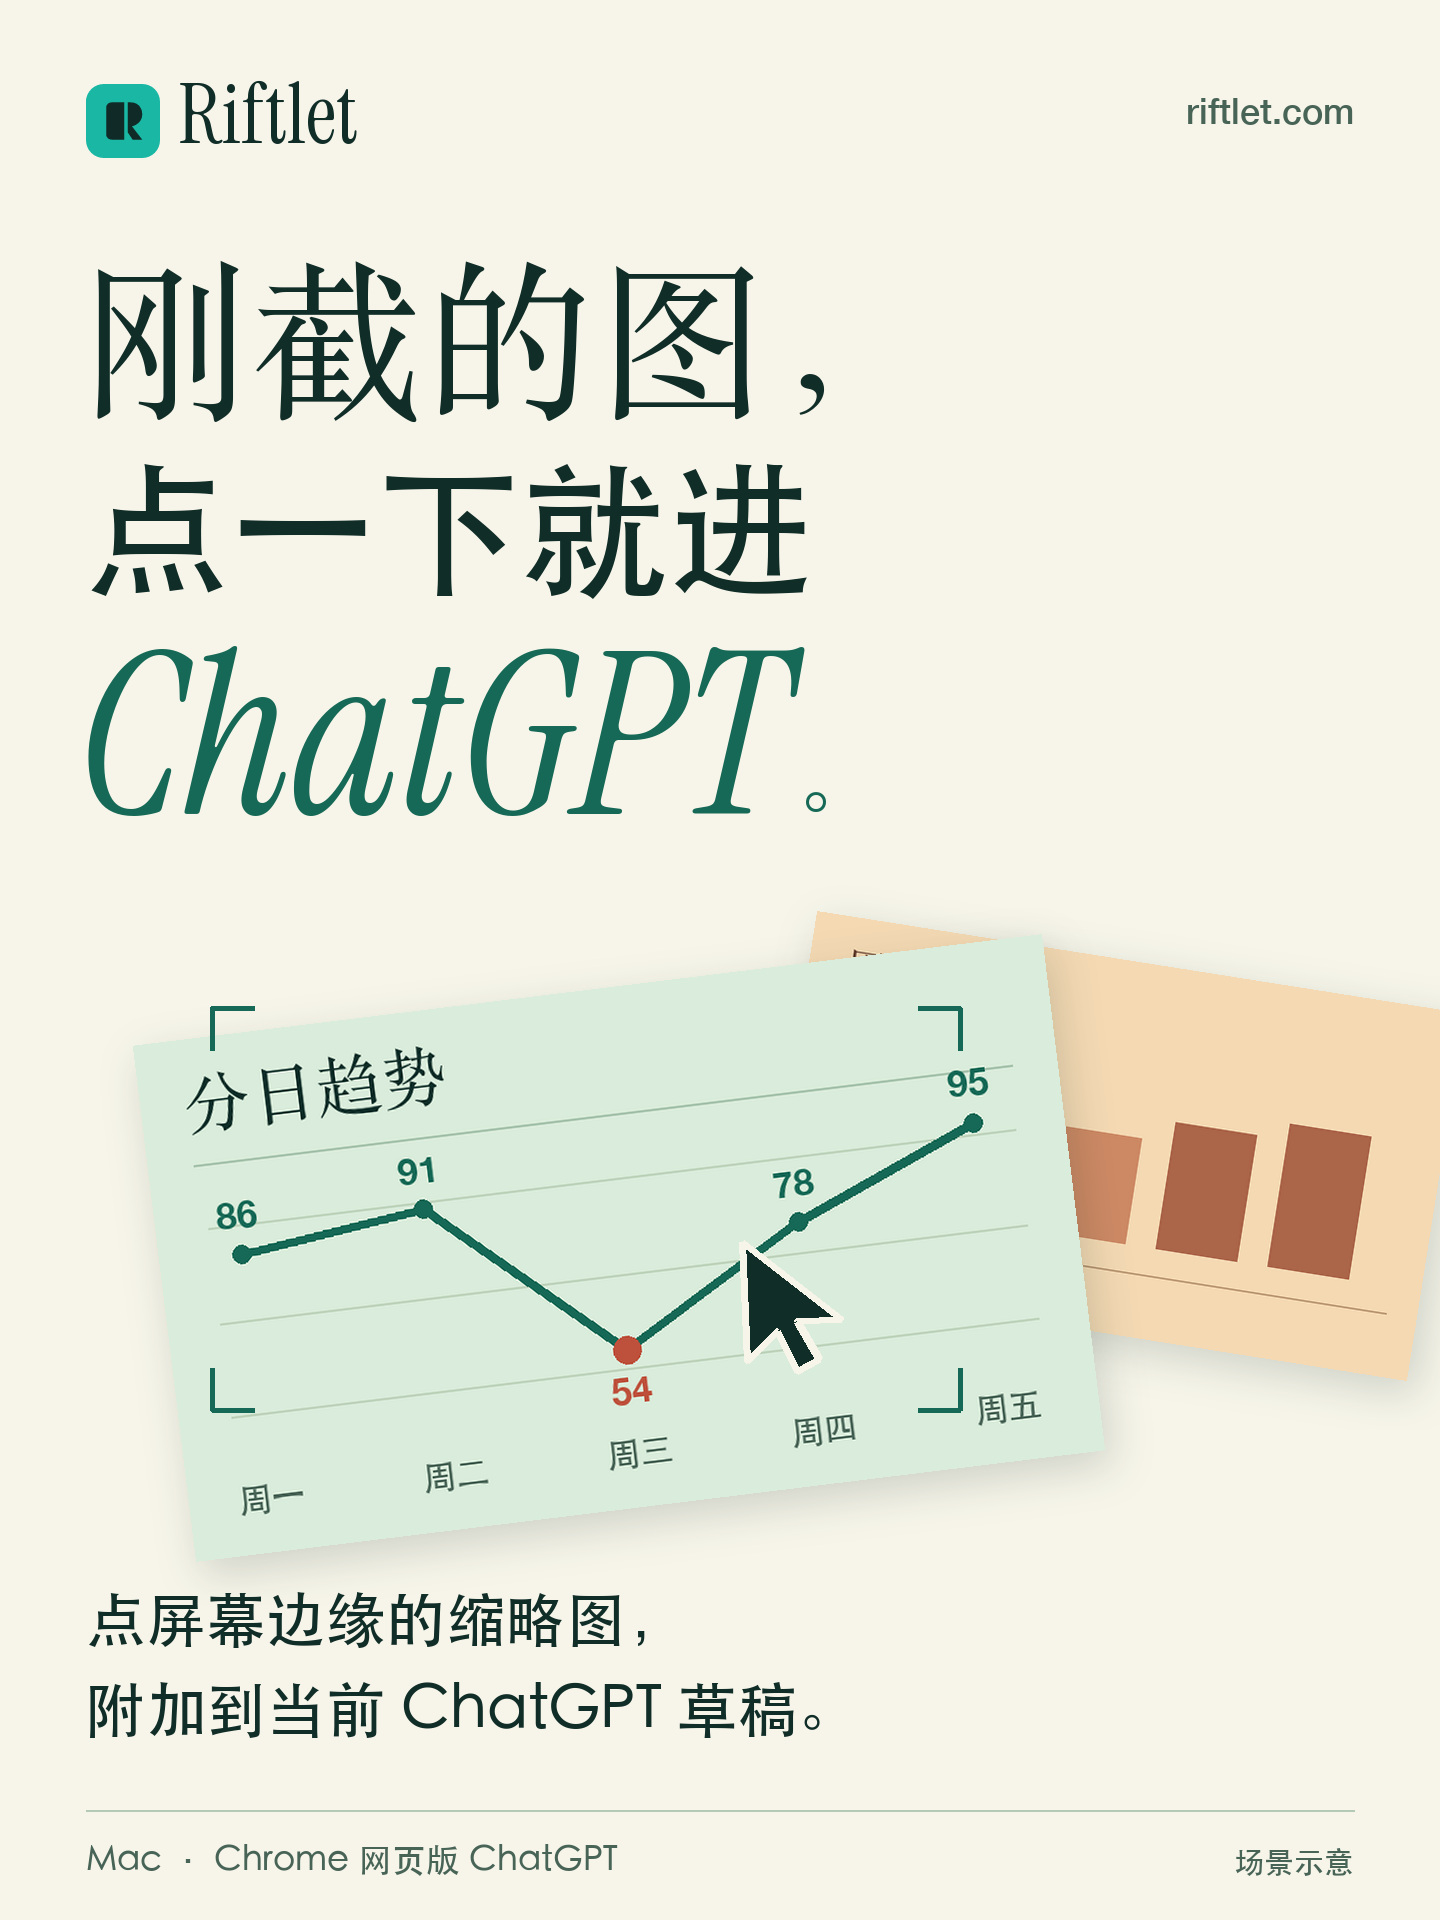 Riftlet
riftlet.com
刚截的图，
点一下就进
ChatGPT。
分日趋势
86
91
54
78
95
周一
周二
周三
周四
周五
点屏幕边缘的缩略图，
附加到当前 ChatGPT 草稿。
Mac · Chrome 网页版 ChatGPT
场景示意